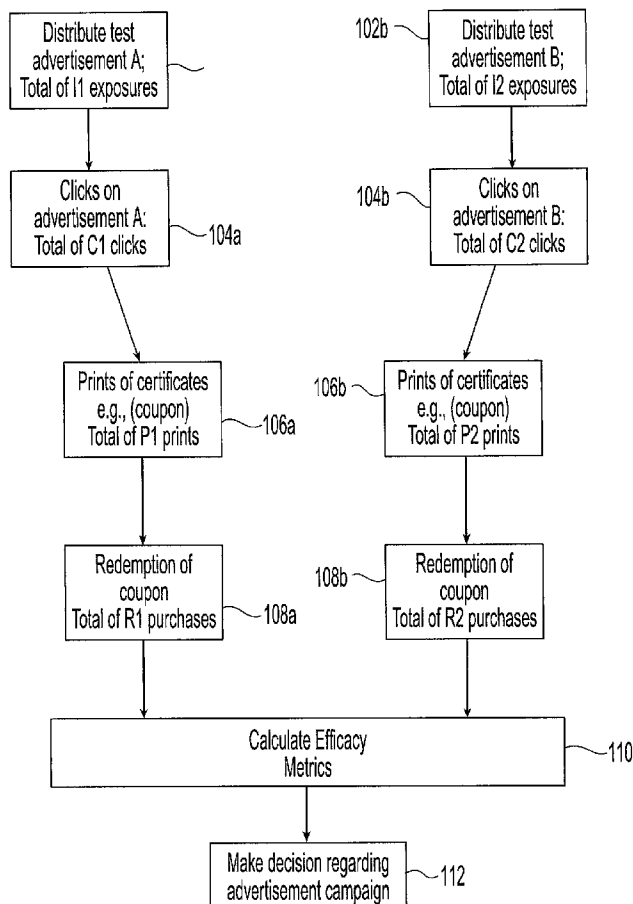 Distribute test
advertisement A;
Total of I1 exposures
102b
Distribute test
advertisement B;
Total of I2 exposures
Clicks on
advertisement A:
Total of C1 clicks
104a
104b
Clicks on
advertisement B:
Total of C2 clicks
Prints of certificates
e.g., (coupon)
Total of P1 prints
106a
106b
Prints of certificates
e.g., (coupon)
Total of P2 prints
Redemption of
coupon
Total of R1 purchases
108a
108b
Redemption of
coupon
Total of R2 purchases
Calculate Efficacy
Metrics
110
Make decision regarding
advertisement campaign
112